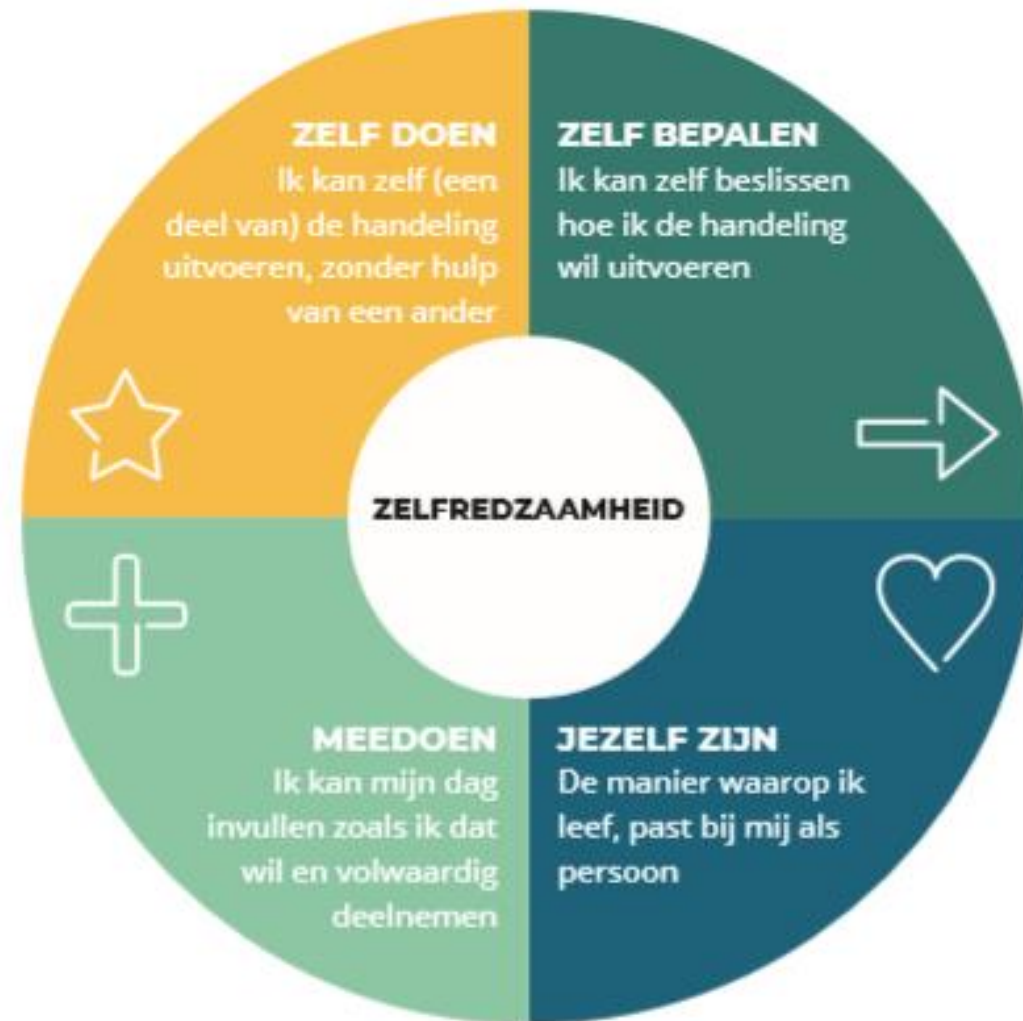 ZELF DOEN
Ik kan zelf (een
deel van) de handeling
uitvoeren, zonder hulp
van een ander
ZELF BEPALEN
Ik kan zelf beslissen
hoe ik de handeling
wil uitvoeren
ZELFREDZAAMHEID
MEEDOEN
Ik kan mijn dag
invullen zoals ik dat
wil en volwaardig
deelnemen
JEZELF ZIJN
De manier waarop ik
leef, past bij mij als
persoon